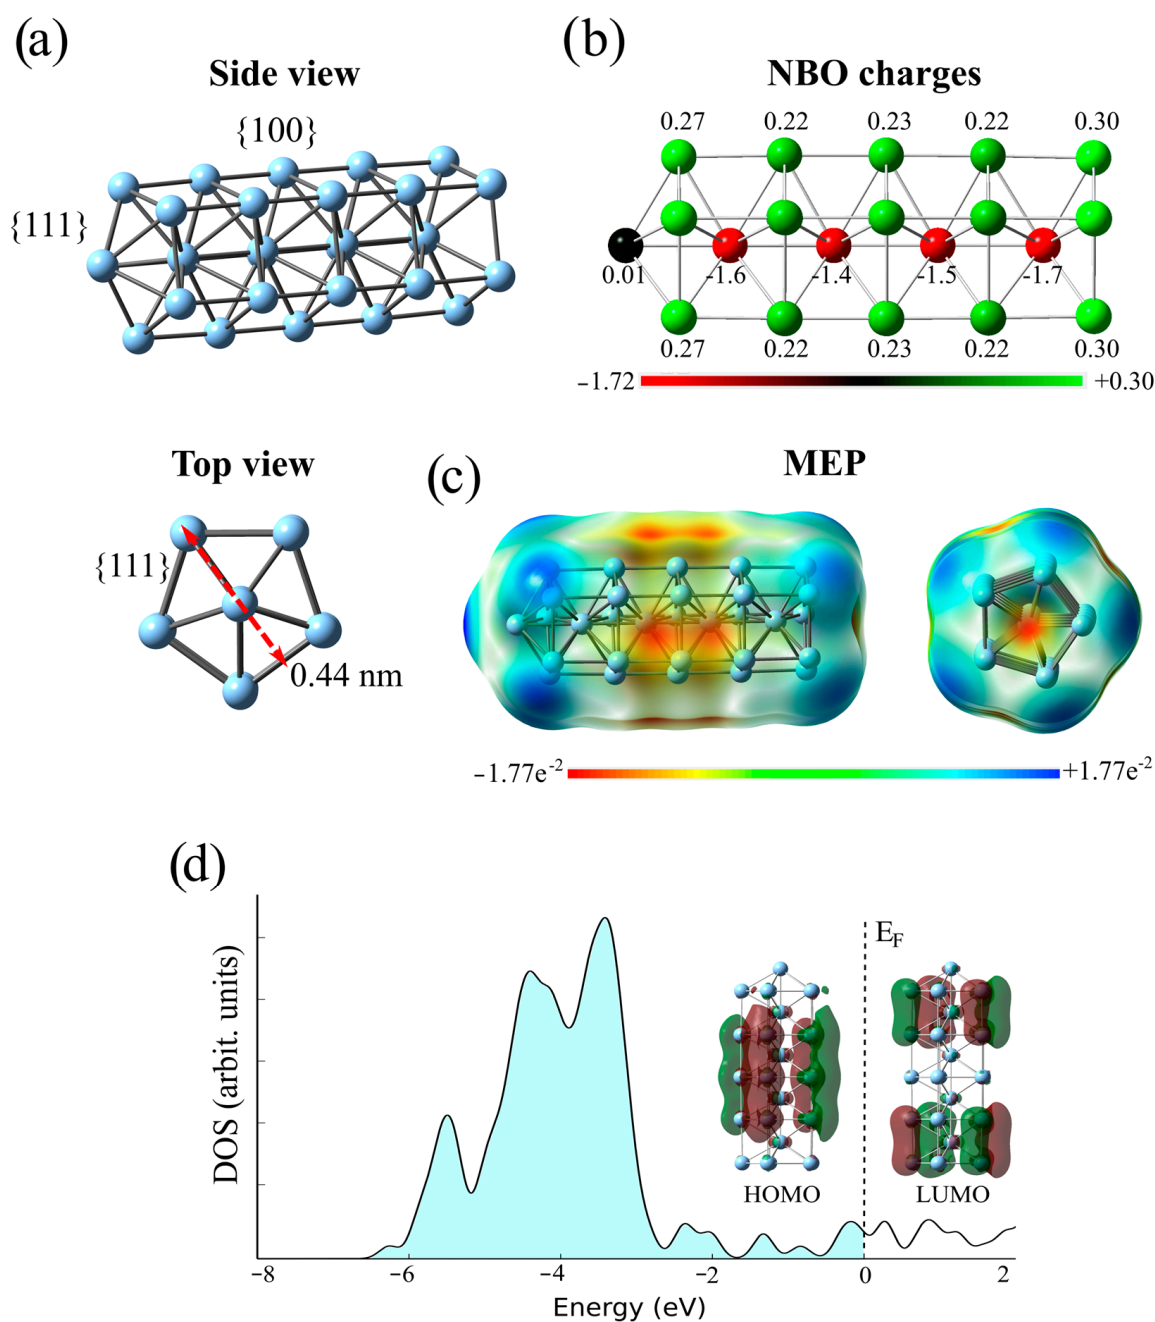 (a)
Side view
{100}
{111}
(b)
NBO charges
0.27 0.22 0.23 0.22 0.30
0.01 -1.6 -1.4 -1.5 -1.7
0.27 0.22 0.23 0.22 0.30
−1.72 +0.30
Top view
{111}
0.44 nm
(c)
MEP
−1.77e-2 +1.77e-2
(d)
DOS (arbit. units)
EF
HOMO LUMO
−8 −6 −4 −2 0 2
Energy (eV)